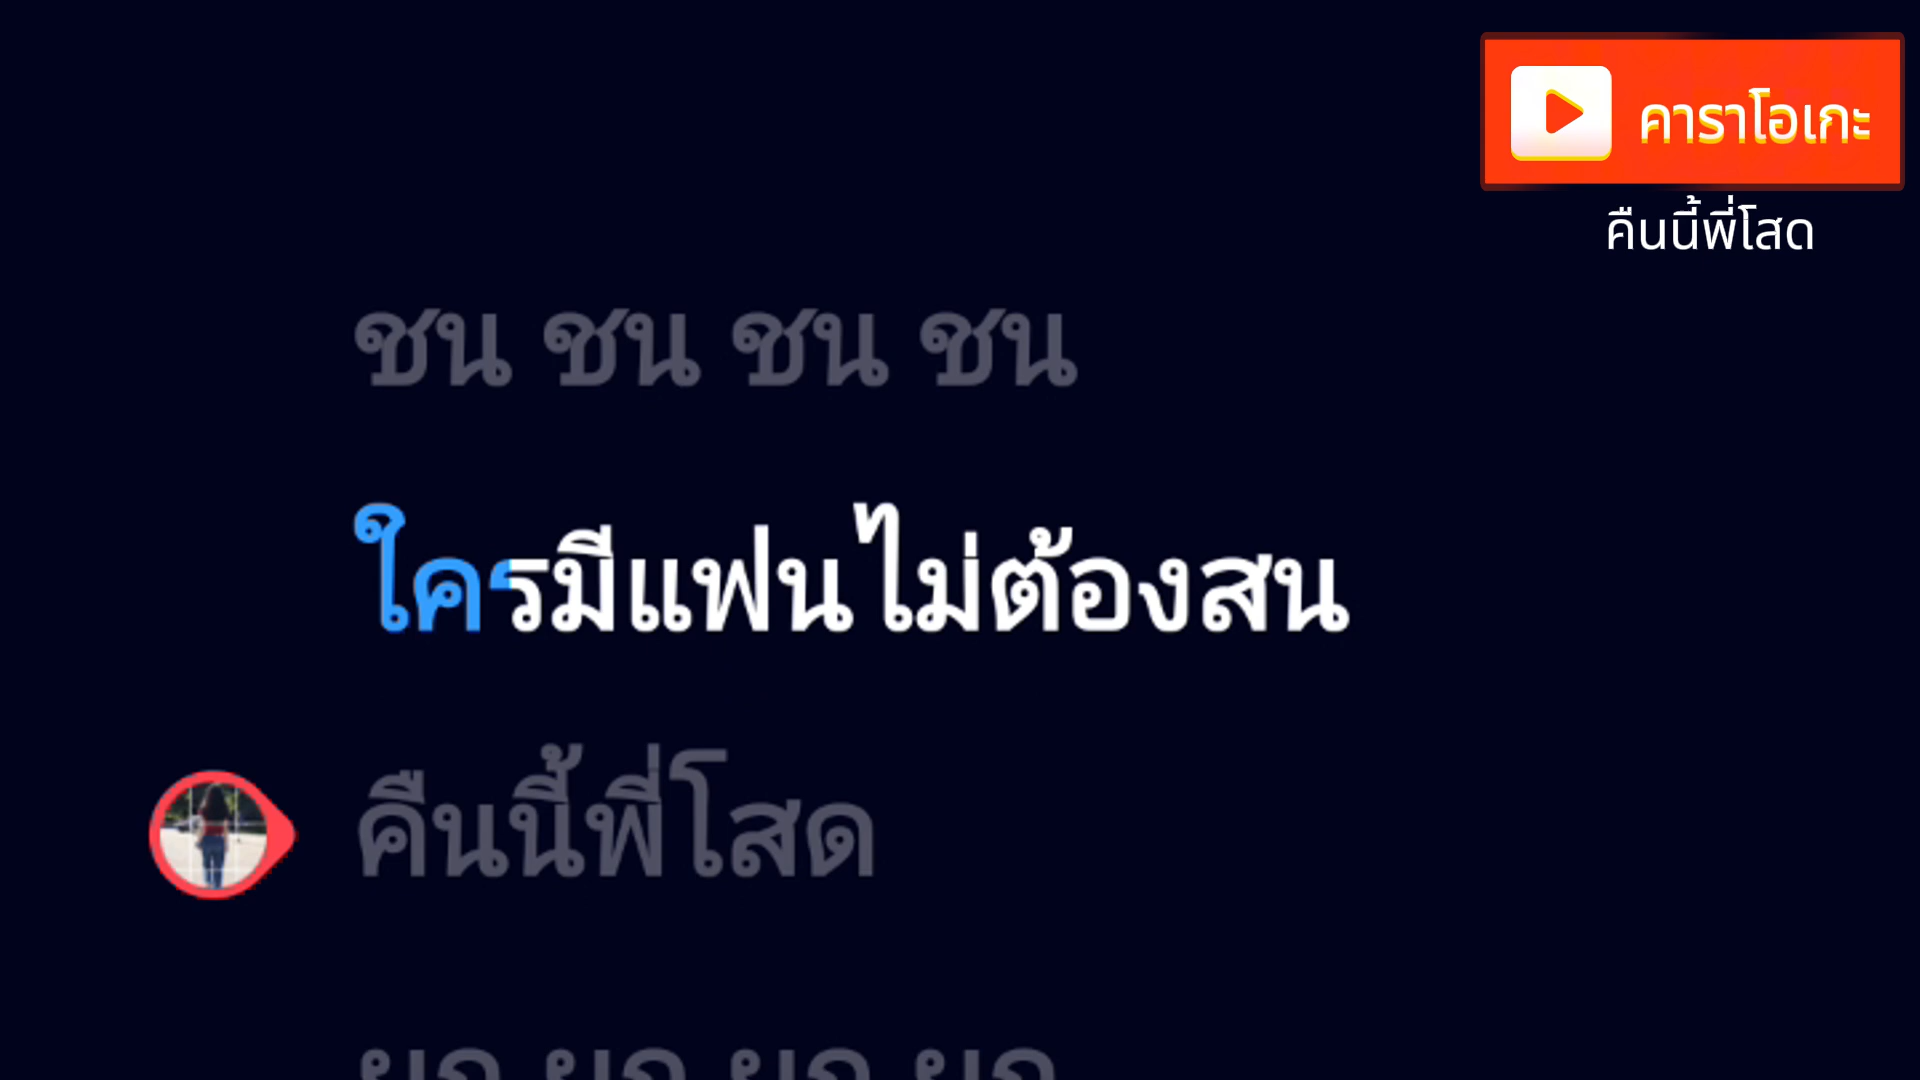 คาราโอเกะ
คืนนี้พี่โสด
ชน ชน ชน ชน
ใครมีแฟนไม่ต้องสน
คืนนี้พี่โสด